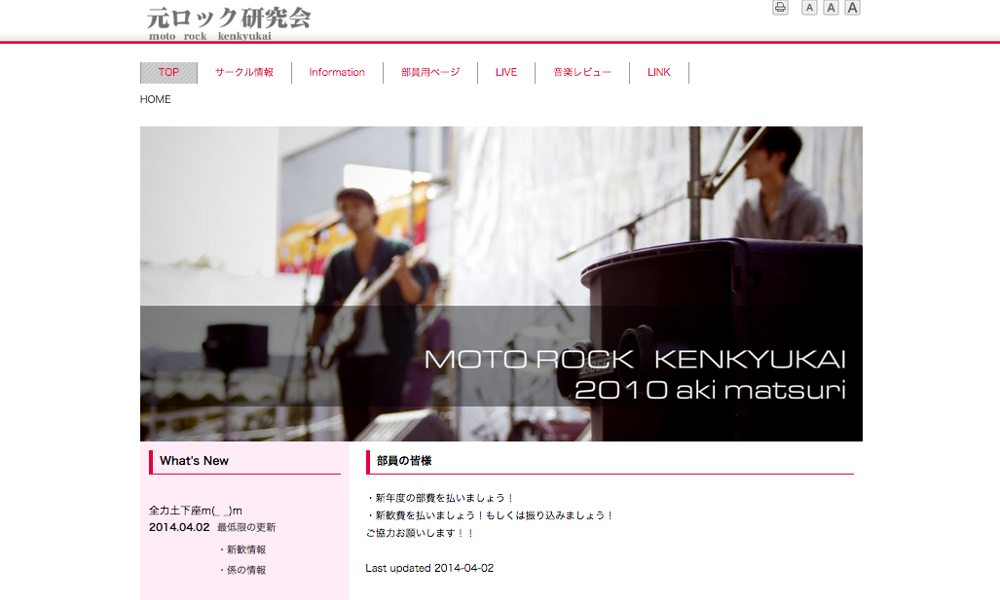 元ロック研究会
moto rock kenkyukai
A A A
TOP サークル情報 Information 部員用ページ LIVE 音楽レビュー LINK
HOME
MOTO ROCK KENKYUKAI
2010 aki matsuri
What's New
全力土下座m(_ _)m
2014.04.02 最低限の更新
・新歓情報
・係の情報
部員の皆様
・新年度の部費を払いましょう！
・新歓費を払いましょう！もしくは振り込みましょう！
ご協力お願いします！！
Last updated 2014-04-02